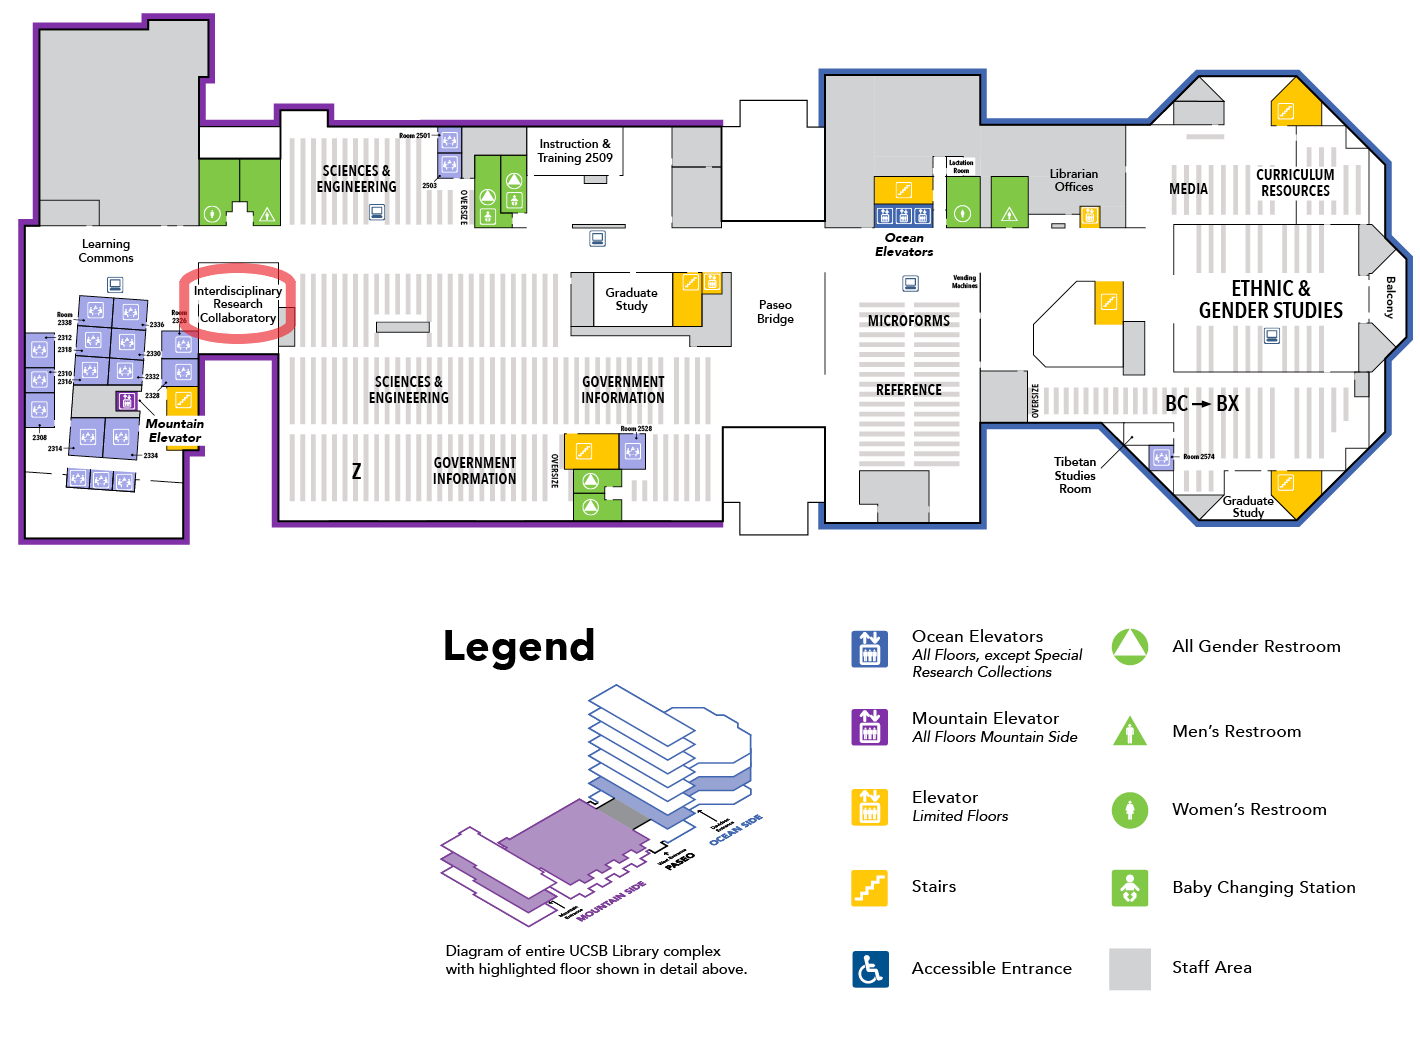 Room 2501
SCIENCES &
ENGINEERING
2503
OVERSIZE
Instruction &
Training 2509
Lactation
Room
Librarian
Offices
MEDIA
CURRICULUM
RESOURCES
Learning
Commons
Ocean
Elevators
Interdisciplinary
Research
Collaboratory
Graduate
Study
Paseo
Bridge
Vending
Machines
MICROFORMS
REFERENCE
ETHNIC &
GENDER STUDIES
Balcony
Room
2338
2336
Room
2326
2312
2318
2330
2310
2316
2332
2328
2308
2314
2334
Mountain
Elevator
SCIENCES &
ENGINEERING
GOVERNMENT
INFORMATION
OVERSIZE
BC → BX
Room 2528
Z
GOVERNMENT
INFORMATION
OVERSIZE
Tibetan
Studies
Room
Room 2574
Graduate
Study
Legend
Ocean Elevators
All Floors, except Special
Research Collections
Mountain Elevator
All Floors Mountain Side
Elevator
Limited Floors
Stairs
Accessible Entrance
All Gender Restroom
Men's Restroom
Women's Restroom
Baby Changing Station
Staff Area
OCEAN SIDE
West Entrance
PASEO
MOUNTAIN SIDE
Mountain
Entrance
Diagram of entire UCSB Library complex
with highlighted floor shown in detail above.